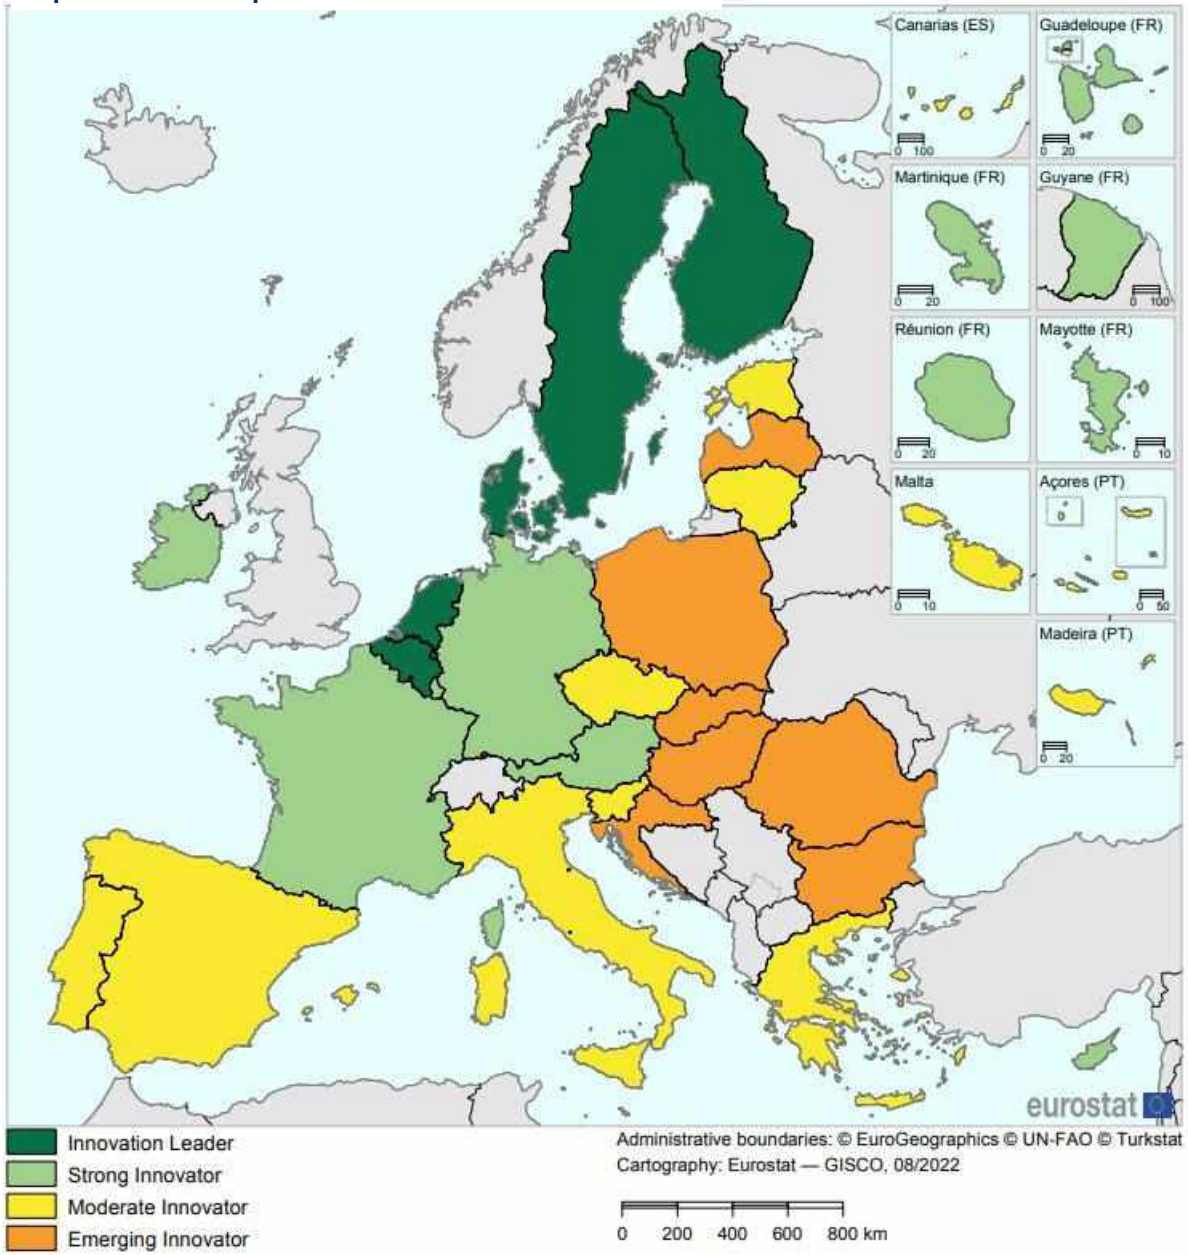 Canarias (ES)
0 100
Guadeloupe (FR)
0 20
Martinique (FR)
0 20
Guyane (FR)
0 100
Réunion (FR)
0 20
Mayotte (FR)
0 10
Malta
0 10
Açores (PT)
0 50
Madeira (PT)
0 20
eurostat
Innovation Leader
Strong Innovator
Moderate Innovator
Emerging Innovator
Administrative boundaries: © EuroGeographics © UN-FAO © Turkstat
Cartography: Eurostat — GISCO, 08/2022
0 200 400 600 800 km